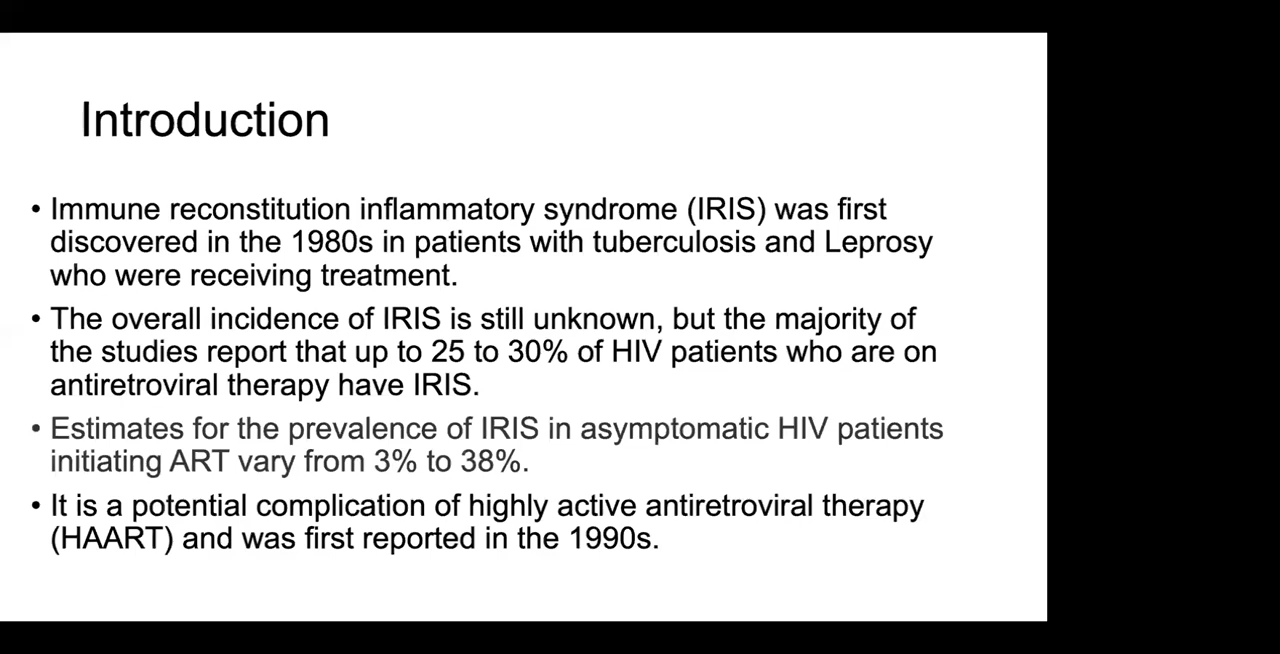 Introduction
• Immune reconstitution inflammatory syndrome (IRIS) was first
discovered in the 1980s in patients with tuberculosis and Leprosy
who were receiving treatment.
• The overall incidence of IRIS is still unknown, but the majority of
the studies report that up to 25 to 30% of HIV patients who are on
antiretroviral therapy have IRIS.
• Estimates for the prevalence of IRIS in asymptomatic HIV patients
initiating ART vary from 3% to 38%.
• It is a potential complication of highly active antiretroviral therapy
(HAART) and was first reported in the 1990s.